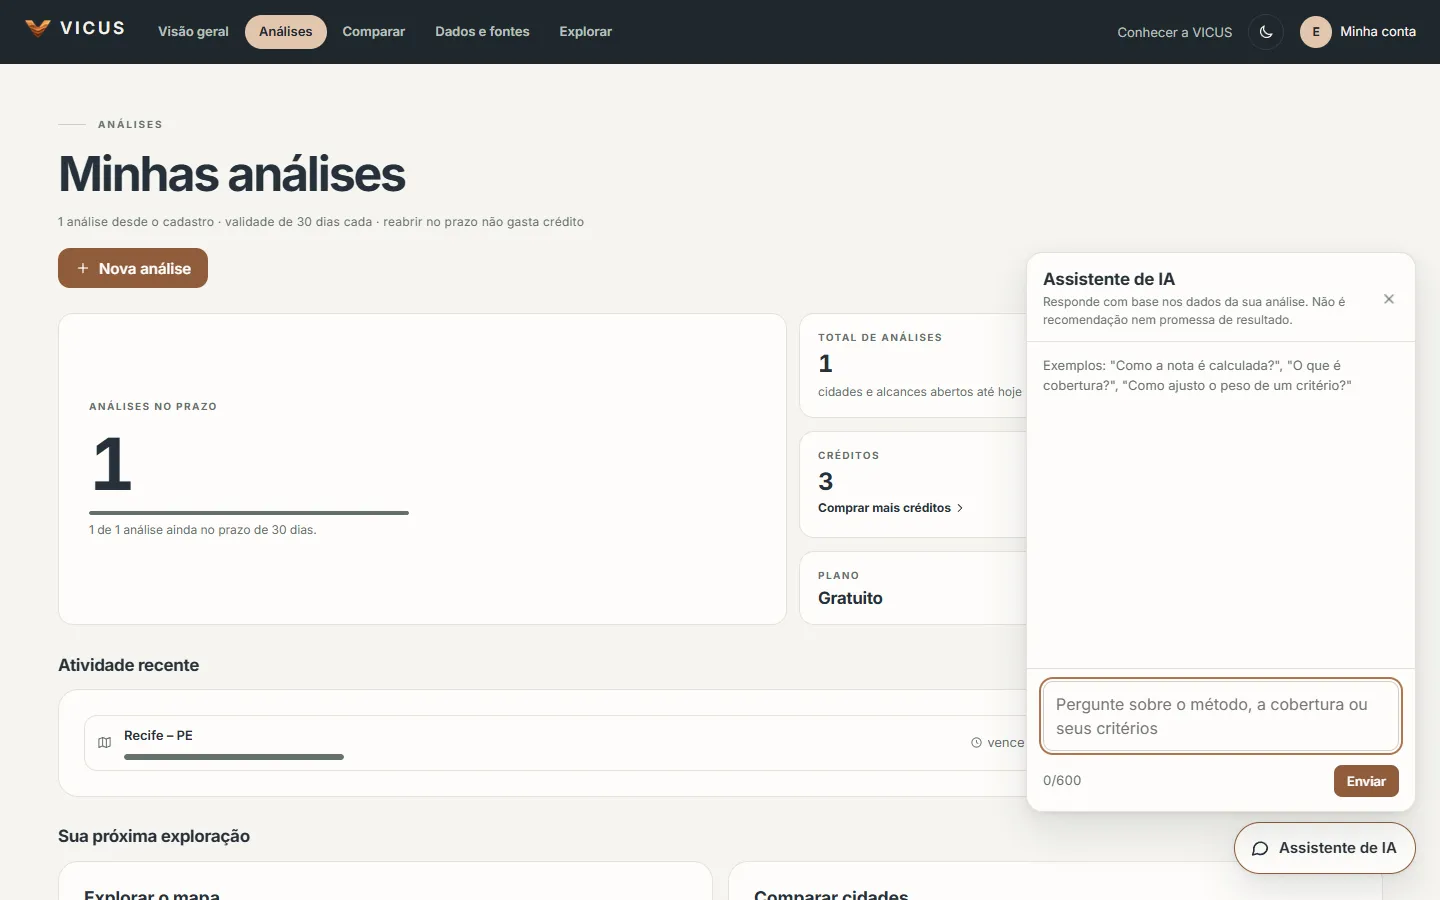 VICUS
Visão geral
Análises
Comparar
Dados e fontes
Explorar
Conhecer a VICUS
E
Minha conta
ANÁLISES
Minhas análises
1 análise desde o cadastro · validade de 30 dias cada · reabrir no prazo não gasta crédito
+ Nova análise
ANÁLISES NO PRAZO
1
1 de 1 análise ainda no prazo de 30 dias.
TOTAL DE ANÁLISES
1
cidades e alcances abertos até hoje
CRÉDITOS
3
Comprar mais créditos
PLANO
Gratuito
Atividade recente
Recife – PE
vence
Sua próxima exploração
Explorar o mapa
Comparar cidades
Assistente de IA
Responde com base nos dados da sua análise. Não é
recomendação nem promessa de resultado.
Exemplos: "Como a nota é calculada?", "O que é
cobertura?", "Como ajusto o peso de um critério?"
Pergunte sobre o método, a cobertura ou
seus critérios
0/600
Enviar
Assistente de IA